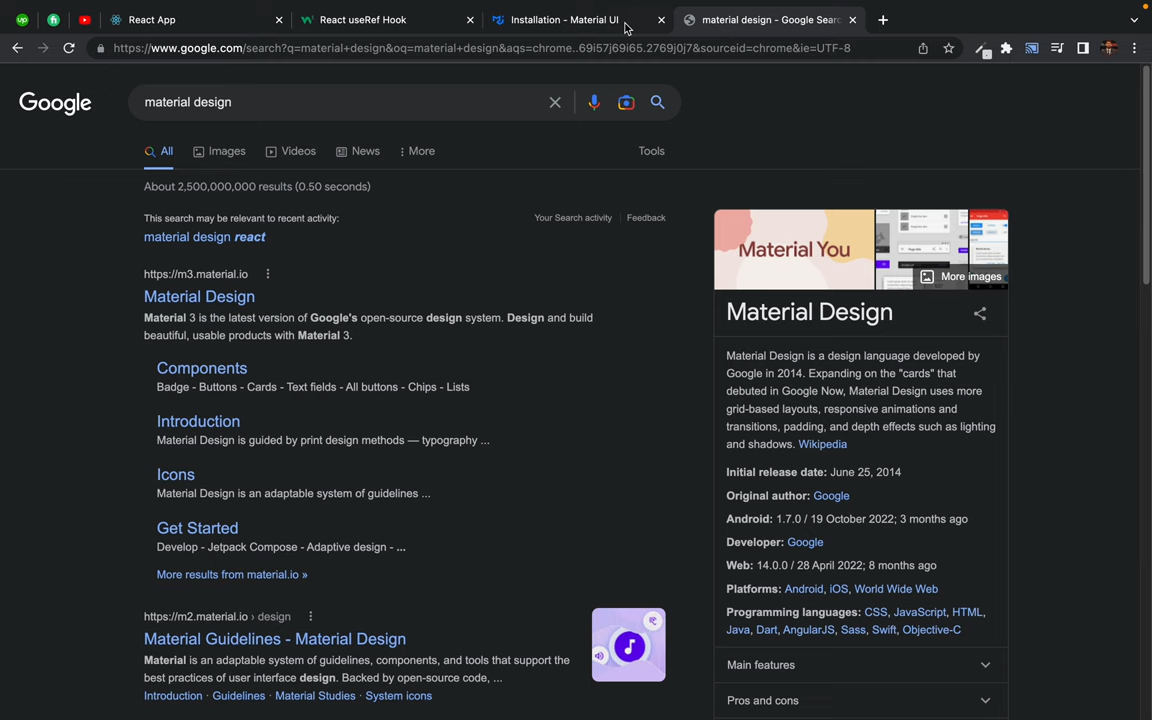 React App
React useRef Hook
Installation - Material UI
material design - Google Searc
https://www.google.com/search?q=material+design&oq=material+design&aqs=chrome..69i57j69i65.2769j0j7&sourceid=chrome&ie=UTF-8
Google
material design
All
Images
Videos
News
More
Tools
About 2,500,000,000 results (0.50 seconds)
This search may be relevant to recent activity:
Your Search activity
Feedback
material design react
https://m3.material.io
Material Design
Material 3 is the latest version of Google's open-source design system. Design and build
beautiful, usable products with Material 3.
Components
Badge - Buttons - Cards - Text fields - All buttons - Chips - Lists
Introduction
Material Design is guided by print design methods — typography ...
Icons
Material Design is an adaptable system of guidelines ...
Get Started
Develop - Jetpack Compose - Adaptive design - ...
More results from material.io »
https://m2.material.io › design
Material Guidelines - Material Design
Material is an adaptable system of guidelines, components, and tools that support the
best practices of user interface design. Backed by open-source code, ...
Introduction · Guidelines · Material Studies · System icons
Material You
More images
Material Design
Material Design is a design language developed by
Google in 2014. Expanding on the "cards" that
debuted in Google Now, Material Design uses more
grid-based layouts, responsive animations and
transitions, padding, and depth effects such as lighting
and shadows. Wikipedia
Initial release date: June 25, 2014
Original author: Google
Android: 1.7.0 / 19 October 2022; 3 months ago
Developer: Google
Web: 14.0.0 / 28 April 2022; 8 months ago
Platforms: Android, iOS, World Wide Web
Programming languages: CSS, JavaScript, HTML,
Java, Dart, AngularJS, Sass, Swift, Objective-C
Main features
Pros and cons